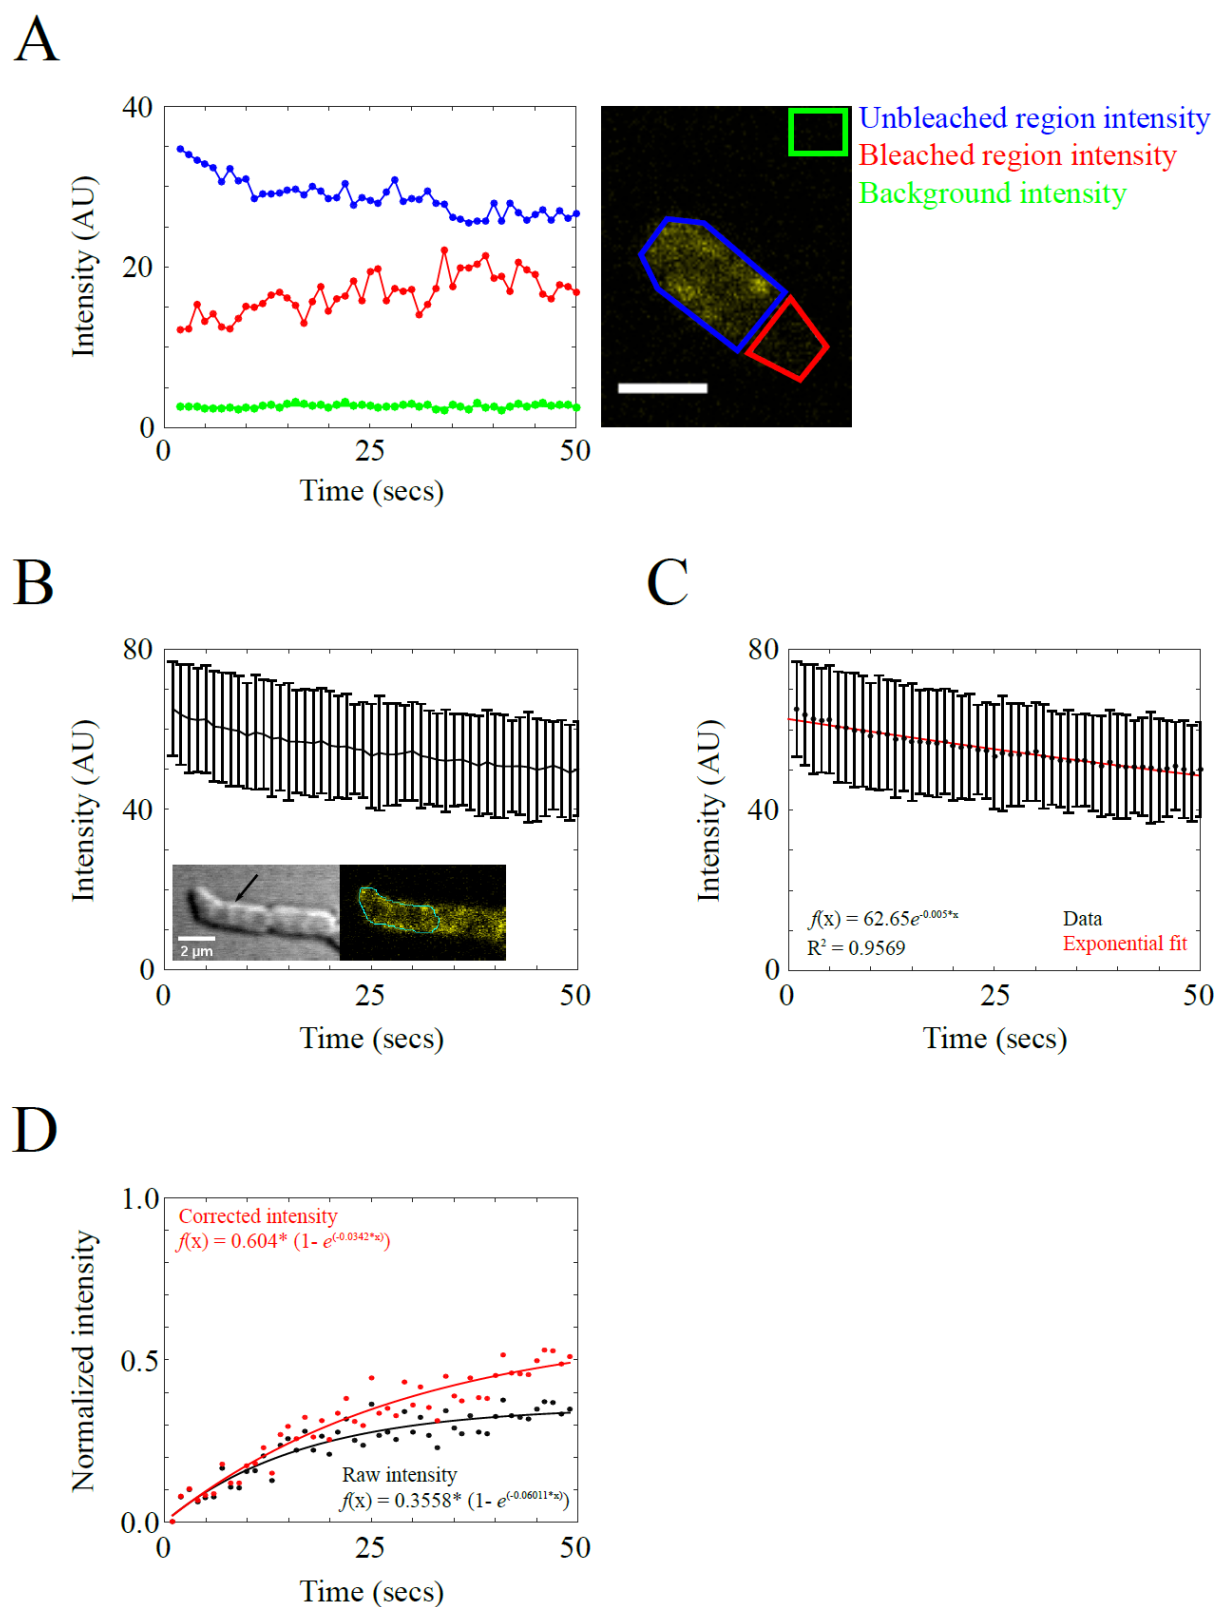 A
40
20
0
0
25
50
Intensity (AU)
Time (secs)
Unbleached region intensity
Bleached region intensity
Background intensity
B
80
40
0
0
25
50
Intensity (AU)
Time (secs)
2 μm
C
80
40
0
0
25
50
Intensity (AU)
Time (secs)
f(x) = 62.65e^-0.005*x
R² = 0.9569
Data
Exponential fit
D
1.0
0.5
0.0
0
25
50
Normalized intensity
Time (secs)
Corrected intensity
f(x) = 0.604* (1- e^(-0.0342*x))
Raw intensity
f(x) = 0.3558* (1- e^(-0.06011*x))